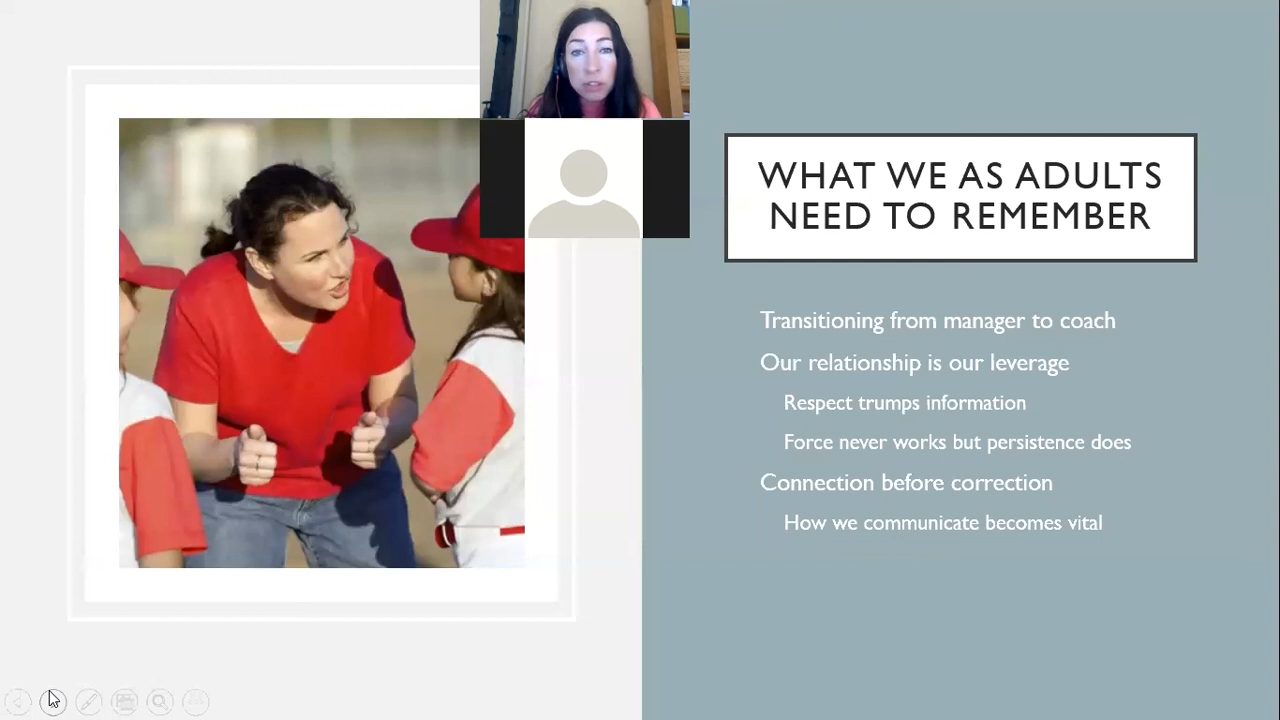 WHAT WE AS ADULTS
NEED TO REMEMBER
Transitioning from manager to coach
Our relationship is our leverage
Respect trumps information
Force never works but persistence does
Connection before correction
How we communicate becomes vital